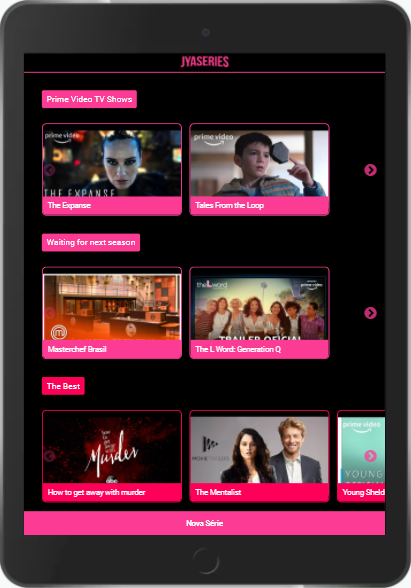 JYASERIES
Prime Video TV Shows
prime video
THE EXPANSE
The Expanse
prime video
Tales From the Loop
Waiting for next season
Masterchef Brasil
the L word:
prime video
TRAILER OFICIAL
The L Word: Generation Q
The Best
how to get away with
Murder
abc
How to get away with murder
The Mentalist
prime video
YOUNG
Young Sheld
Nova Série